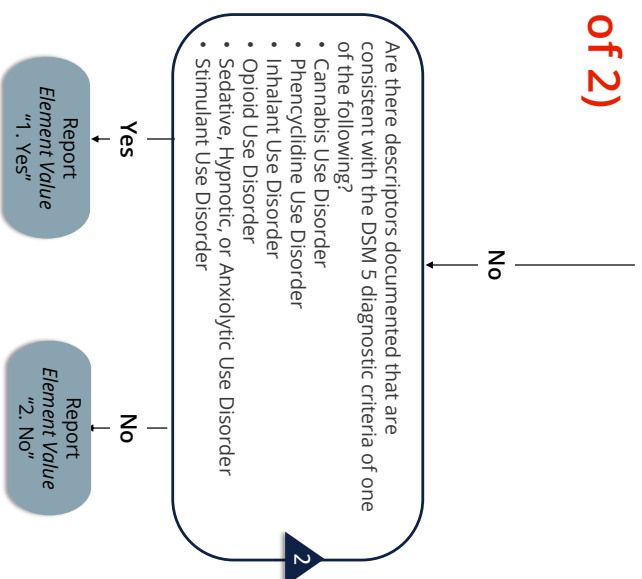 of 2)
No
Are there descriptors documented that are
consistent with the DSM 5 diagnostic criteria of one
of the following?
• Cannabis Use Disorder
• Phencyclidine Use Disorder
• Inhalant Use Disorder
• Opioid Use Disorder
• Sedative, Hypnotic, or Anxiolytic Use Disorder
• Stimulant Use Disorder
2
Yes
No
Report
Element Value
"1. Yes"
Report
Element Value
"2. No"